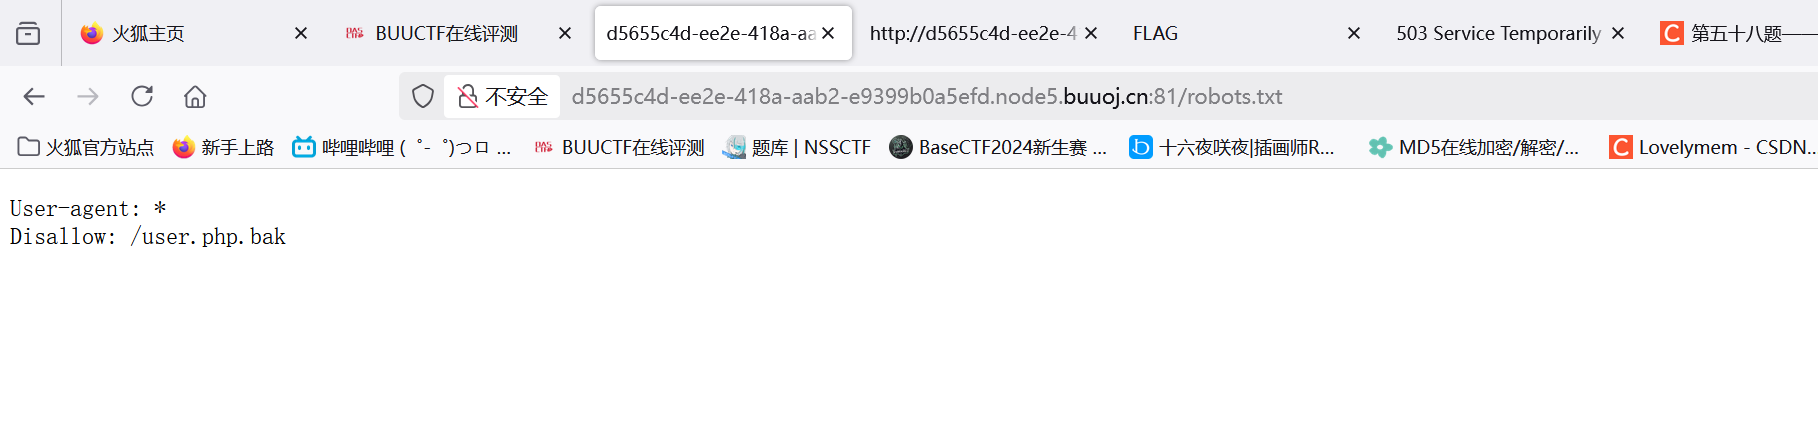 火狐主页
BUUCTF在线评测
d5655c4d-ee2e-418a-aa
http://d5655c4d-ee2e-4
FLAG
503 Service Temporarily
第五十八题——
不安全
d5655c4d-ee2e-418a-aab2-e9399b0a5efd.node5.buuoj.cn:81/robots.txt
火狐官方站点
新手上路
哔哩哔哩 ( ゜- ゜)つロ ...
BUUCTF在线评测
题库 | NSSCTF
BaseCTF2024新生赛 ...
十六夜咲夜|插画师R...
MD5在线加密/解密/...
Lovelymem - CSDN...
User-agent: *
Disallow: /user.php.bak